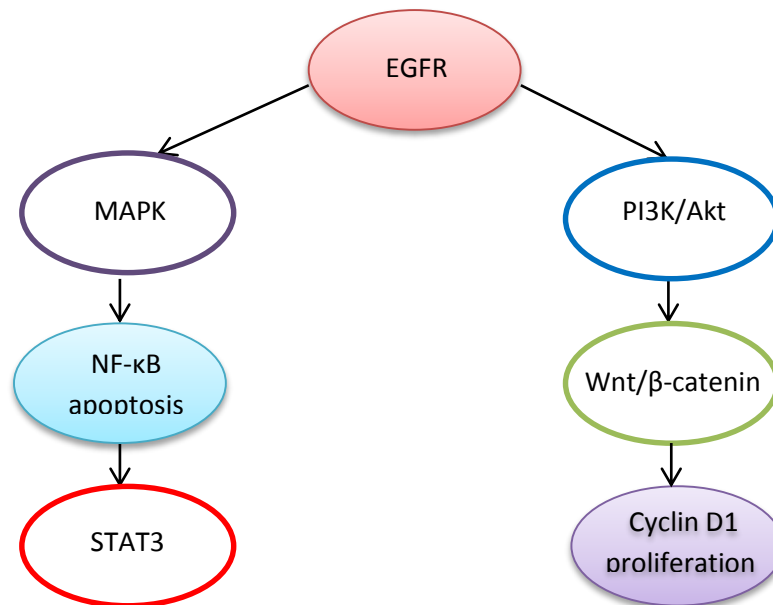 EGFR
MAPK
PI3K/Akt
NF-κB
apoptosis
Wnt/β-catenin
STAT3
Cyclin D1
proliferation